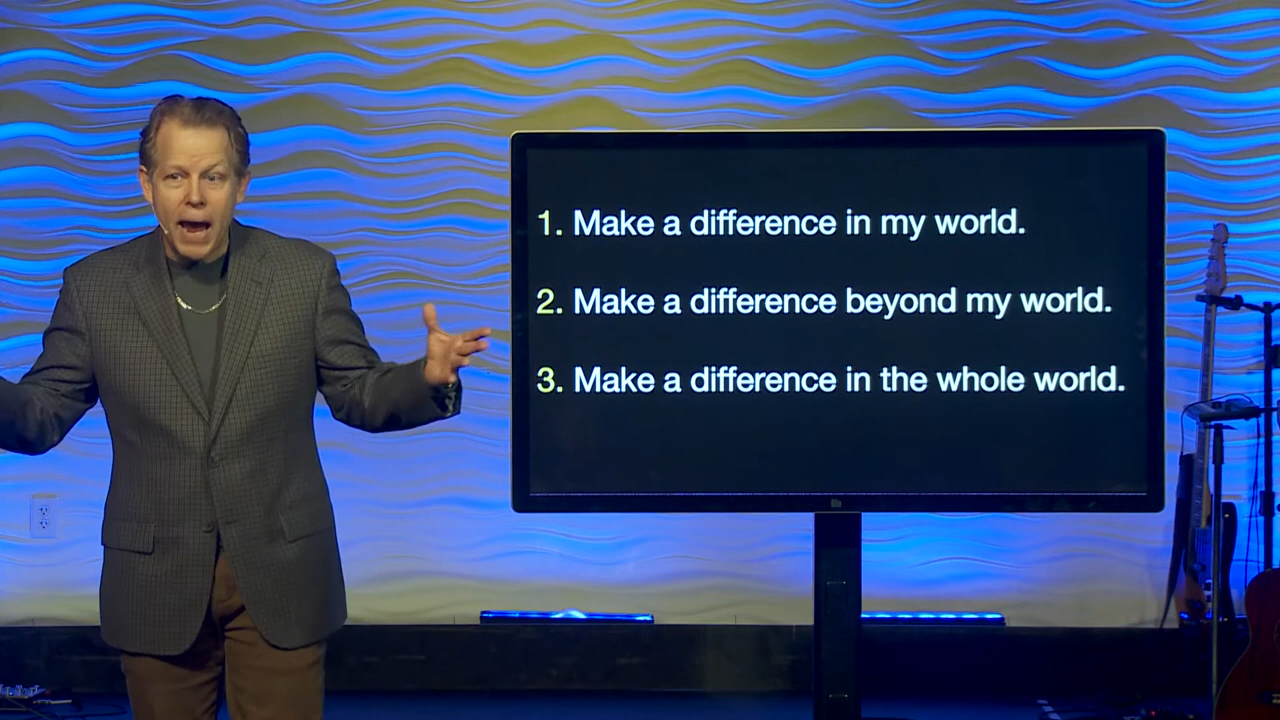 1. Make a difference in my world.
2. Make a difference beyond my world.
3. Make a difference in the whole world.